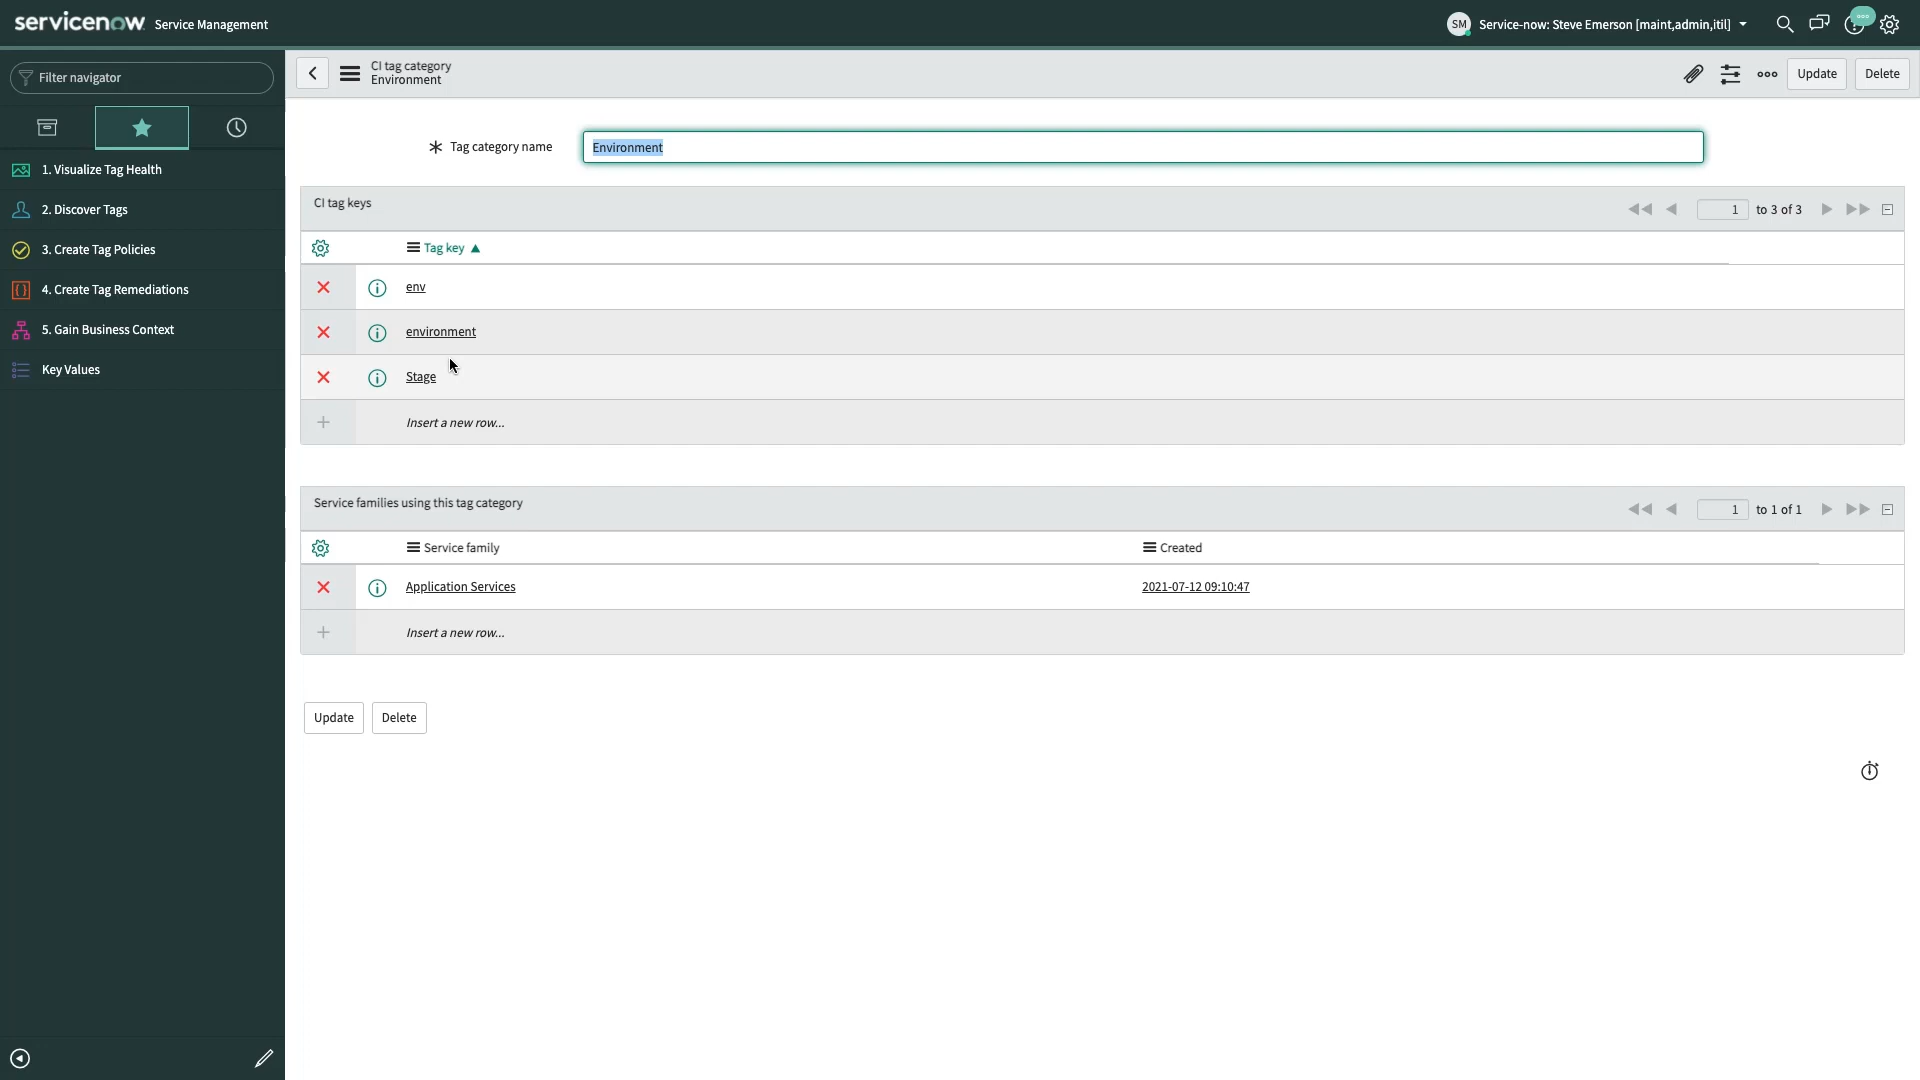 servicenow Service Management
SM Service-now: Steve Emerson [maint,admin,itil]
Filter navigator
1. Visualize Tag Health
2. Discover Tags
3. Create Tag Policies
4. Create Tag Remediations
5. Gain Business Context
Key Values
CI tag category
Environment
Update Delete
Tag category name Environment
CI tag keys 1 to 3 of 3
Tag key
env
environment
Stage
Insert a new row...
Service families using this tag category 1 to 1 of 1
Service family Created
Application Services 2021-07-12 09:10:47
Insert a new row...
Update Delete